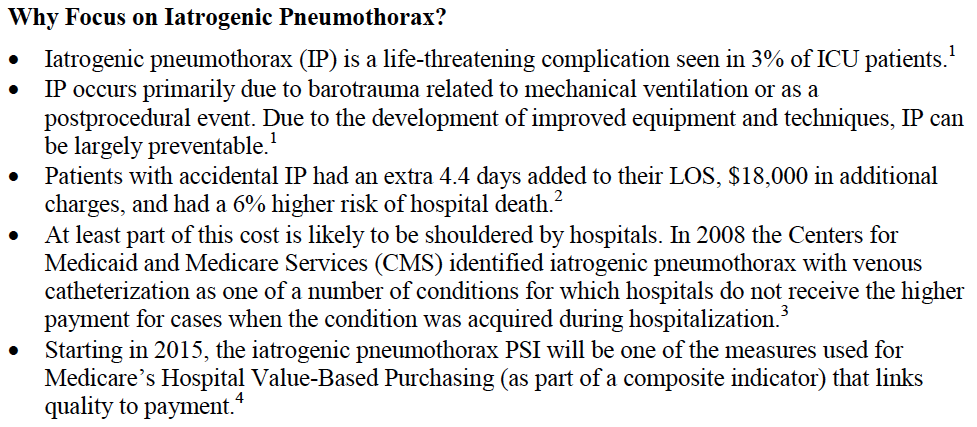 Why Focus on Iatrogenic Pneumothorax?
• Iatrogenic pneumothorax (IP) is a life-threatening complication seen in 3% of ICU patients.1
• IP occurs primarily due to barotrauma related to mechanical ventilation or as a
postprocedural event. Due to the development of improved equipment and techniques, IP can
be largely preventable.1
• Patients with accidental IP had an extra 4.4 days added to their LOS, $18,000 in additional
charges, and had a 6% higher risk of hospital death.2
• At least part of this cost is likely to be shouldered by hospitals. In 2008 the Centers for
Medicaid and Medicare Services (CMS) identified iatrogenic pneumothorax with venous
catheterization as one of a number of conditions for which hospitals do not receive the higher
payment for cases when the condition was acquired during hospitalization.3
• Starting in 2015, the iatrogenic pneumothorax PSI will be one of the measures used for
Medicare’s Hospital Value-Based Purchasing (as part of a composite indicator) that links
quality to payment.4